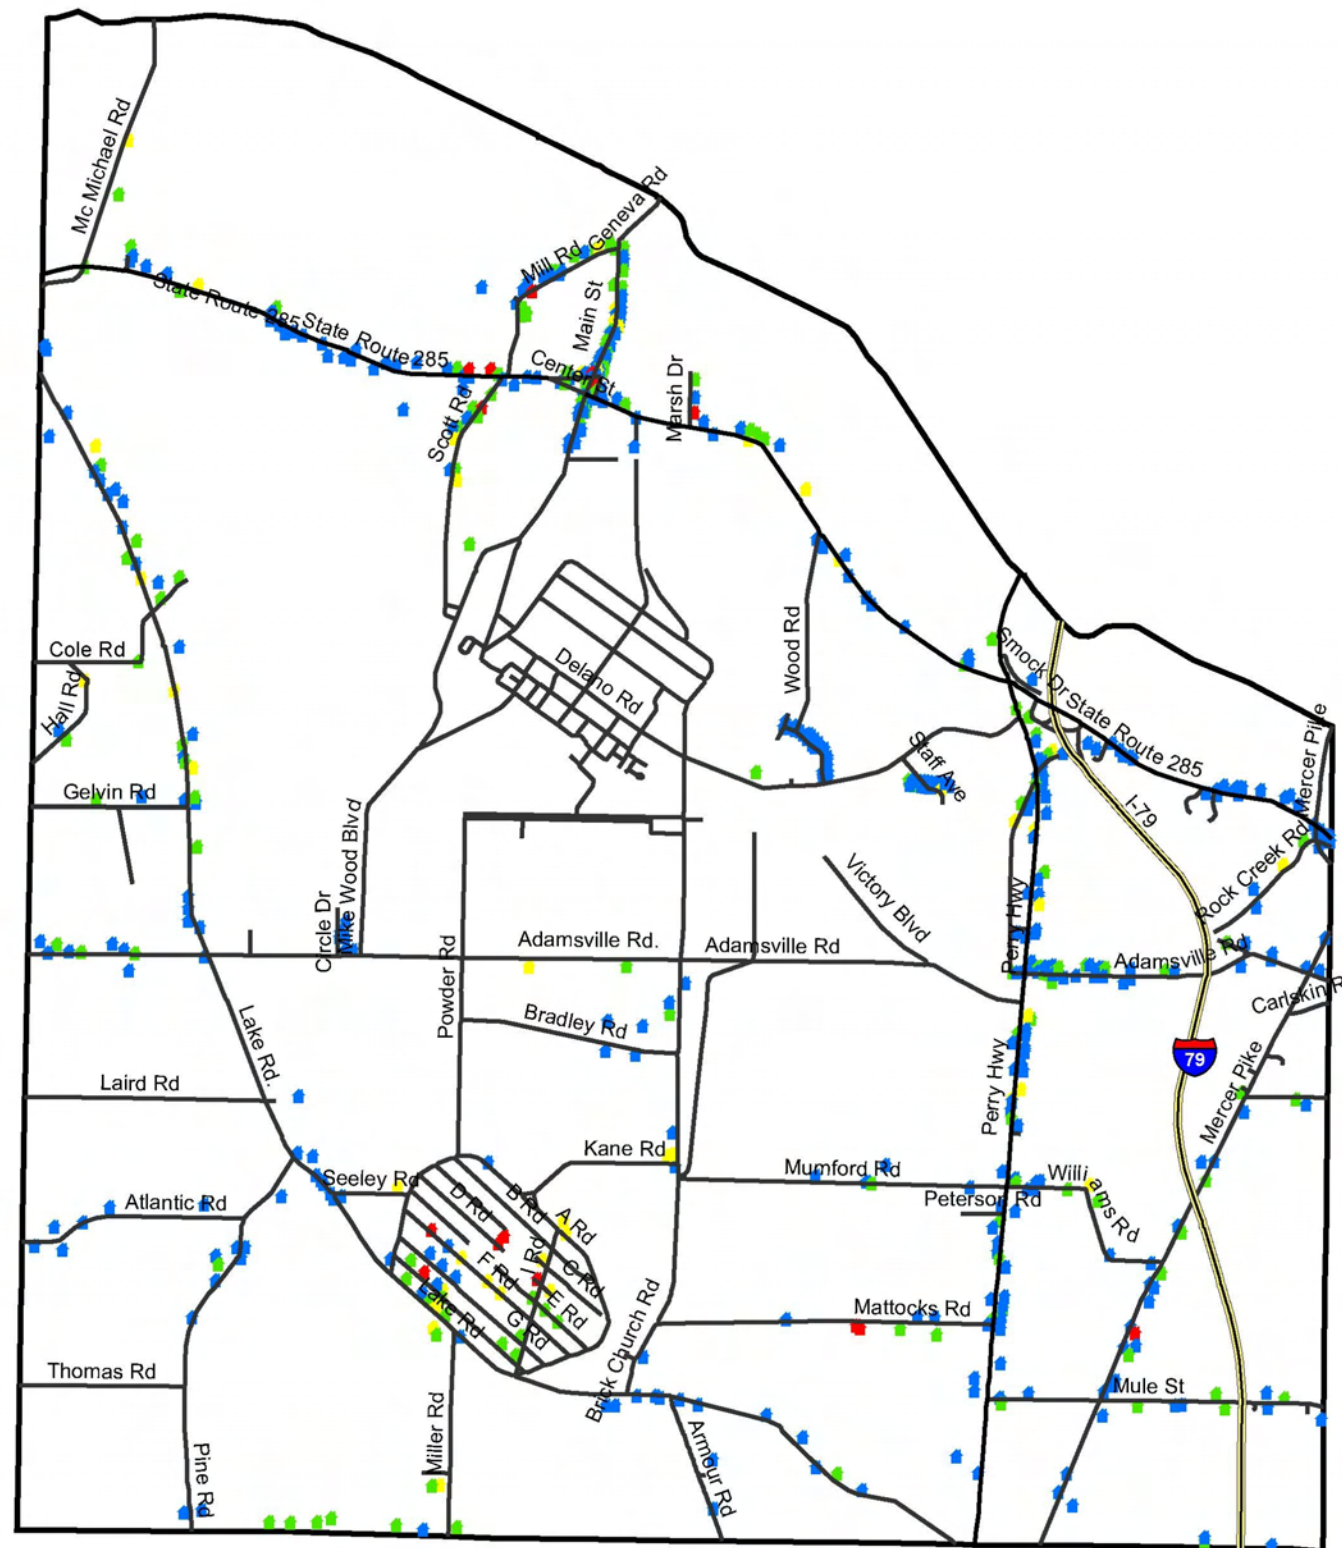 Mc Michael Rd
Geneva Rd
Mill Rd
State Route 285
State Route 285
Main St
Center St
Marsh Dr
Scott Rd
Cole Rd
Hall Rd
Delano Rd
Wood Rd
Smock Dr
State Route 285
Mercer Pike
Staff Ave
Gelvin Rd
I-79
Mike Wood Blvd
Circle Dr
Victory Blvd
Rock Creek Rd
Perry Hwy
Powder Rd
Adamsville Rd.
Adamsville Rd
Adamsville Rd
Carlskin R
Bradley Rd
Lake Rd.
79
Laird Rd
Perry Hwy
Mercer Pike
Kane Rd
Mumford Rd
Williams Rd
Seeley Rd
Atlantic Rd
Peterson Rd
D Rd
B Rd
A Rd
I Rd
F Rd
C Rd
E Rd
G Rd
Lake Rd
Mattocks Rd
Brick Church Rd
Thomas Rd
Mule St
Miller Rd
Armour Rd
Pine Rd